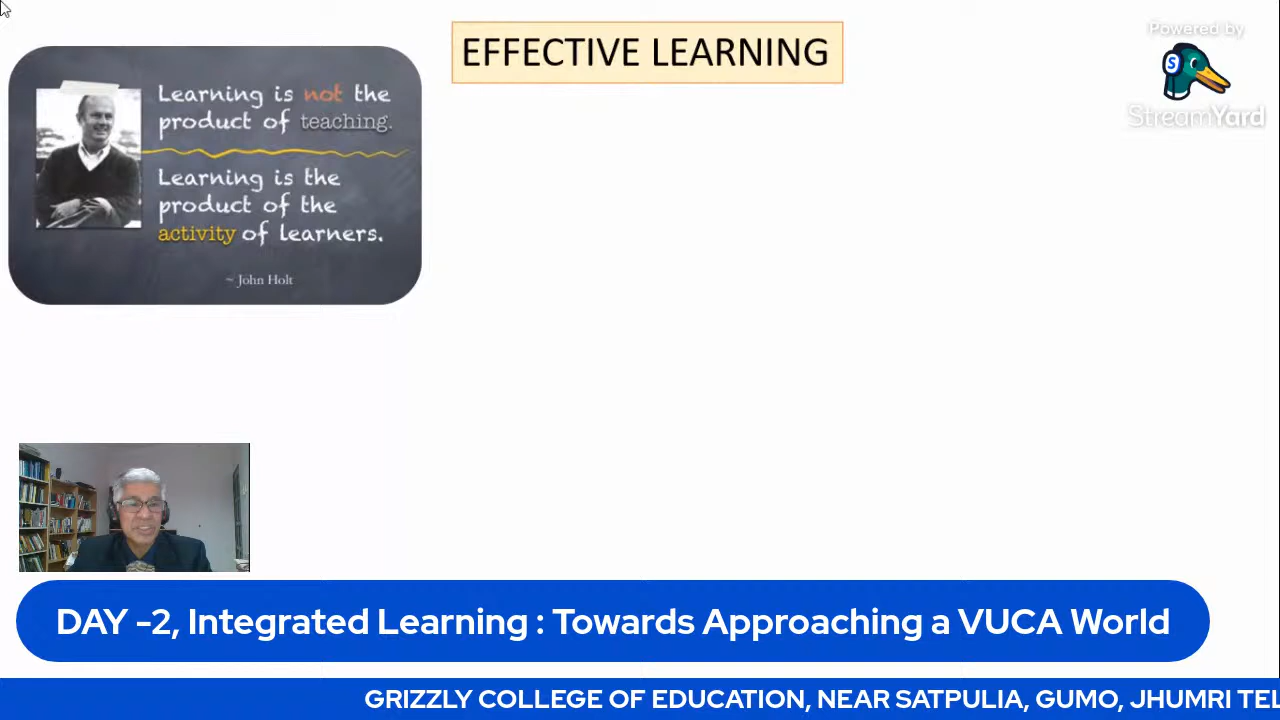 EFFECTIVE LEARNING
Powered by
StreamYard
Learning is not the
product of teaching.
Learning is the
product of the
activity of learners.
~ John Holt
DAY -2, Integrated Learning : Towards Approaching a VUCA World
GRIZZLY COLLEGE OF EDUCATION, NEAR SATPULIA, GUMO, JHUMRI